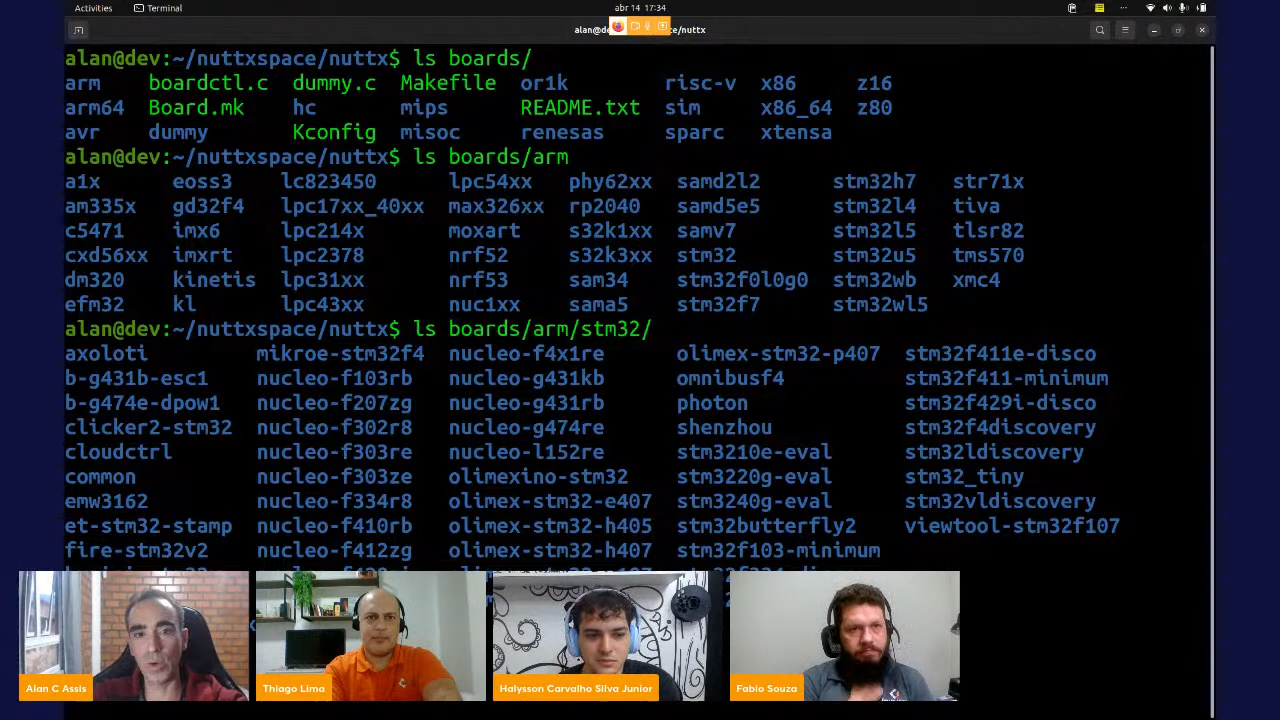 Activities Terminal abr 14 17:34
alan@de /nuttx
alan@dev:~/nuttxspace/nuttx$ ls boards/
arm boardctl.c dummy.c Makefile or1k risc-v x86 z16
arm64 Board.mk hc mips README.txt sim x86_64 z80
avr dummy Kconfig misoc renesas sparc xtensa
alan@dev:~/nuttxspace/nuttx$ ls boards/arm
a1x eoss3 lc823450 lpc54xx phy62xx samd2l2 stm32h7 str71x
am335x gd32f4 lpc17xx_40xx max326xx rp2040 samd5e5 stm32l4 tiva
c5471 imx6 lpc214x moxart s32k1xx samv7 stm32l5 tlsr82
cxd56xx imxrt lpc2378 nrf52 s32k3xx stm32 stm32u5 tms570
dm320 kinetis lpc31xx nrf53 sam34 stm32f0l0g0 stm32wb xmc4
efm32 kl lpc43xx nuc1xx sama5 stm32f7 stm32wl5
alan@dev:~/nuttxspace/nuttx$ ls boards/arm/stm32/
axoloti mikroe-stm32f4 nucleo-f4x1re olimex-stm32-p407 stm32f411e-disco
b-g431b-esc1 nucleo-f103rb nucleo-g431kb omnibusf4 stm32f411-minimum
b-g474e-dpow1 nucleo-f207zg nucleo-g431rb photon stm32f429i-disco
clicker2-stm32 nucleo-f302r8 nucleo-g474re shenzhou stm32f4discovery
cloudctrl nucleo-f303re nucleo-l152re stm3210e-eval stm32ldiscovery
common nucleo-f303ze olimexino-stm32 stm3220g-eval stm32_tiny
emw3162 nucleo-f334r8 olimex-stm32-e407 stm3240g-eval stm32vldiscovery
et-stm32-stamp nucleo-f410rb olimex-stm32-h405 stm32butterfly2 viewtool-stm32f107
fire-stm32v2 nucleo-f412zg olimex-stm32-h407 stm32f103-minimum
Alan C Assis
Thiago Lima
Halysson Carvalho Silva Junior
Fabio Souza